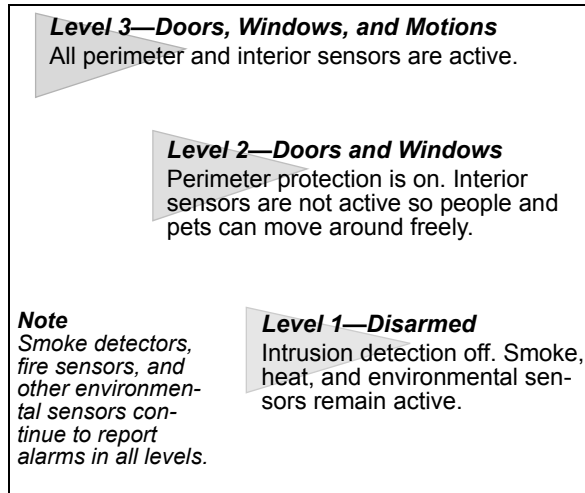 Level 3—Doors, Windows, and Motions
All perimeter and interior sensors are active.
Level 2—Doors and Windows
Perimeter protection is on. Interior
sensors are not active so people and
pets can move around freely.
Note
Smoke detectors,
fire sensors, and
other environmen-
tal sensors con-
tinue to report
alarms in all levels.
Level 1—Disarmed
Intrusion detection off. Smoke,
heat, and environmental sen-
sors remain active.